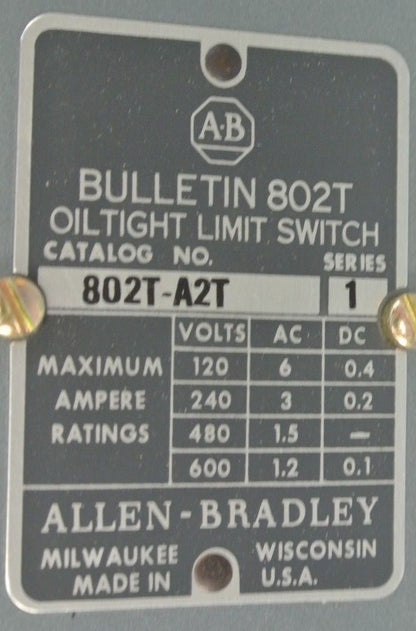 A-B
BULLETIN 802T
OILTIGHT LIMIT SWITCH
CATALOG NO. SERIES
802T-A2T 1
VOLTS AC DC
MAXIMUM 120 6 0.4
AMPERE 240 3 0.2
RATINGS 480 1.5 —
600 1.2 0.1
ALLEN-BRADLEY
MILWAUKEE WISCONSIN
MADE IN U.S.A.